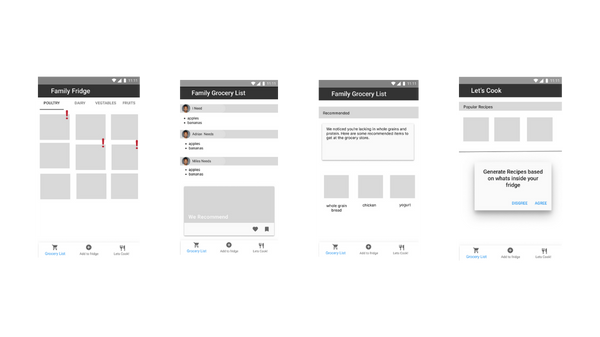 11:11
Family Fridge
POULTRY DAIRY VEGTABLES FRUITS
!
!
!
Grocery List Add to fridge Lets Cook!
11:11
Family Grocery List
I Need
• apples
• bananas
Needs
• apples
• bananas
Mike Needs
• apples
• bananas
We Recommend
Grocery List Add to fridge Lets Cook!
11:11
Family Grocery List
Recommended
We noticed you're lacking in whole grains and
protein. Here are some recommended items to
get at the grocery store.
whole grain
bread
chicken
yogurt
Grocery List Add to fridge Lets Cook!
11:11
Let's Cook
Popular Recipes
Generate Recipes based
on whats inside your
fridge
DISGREE AGREE
Grocery List Add to fridge Lets Cook!